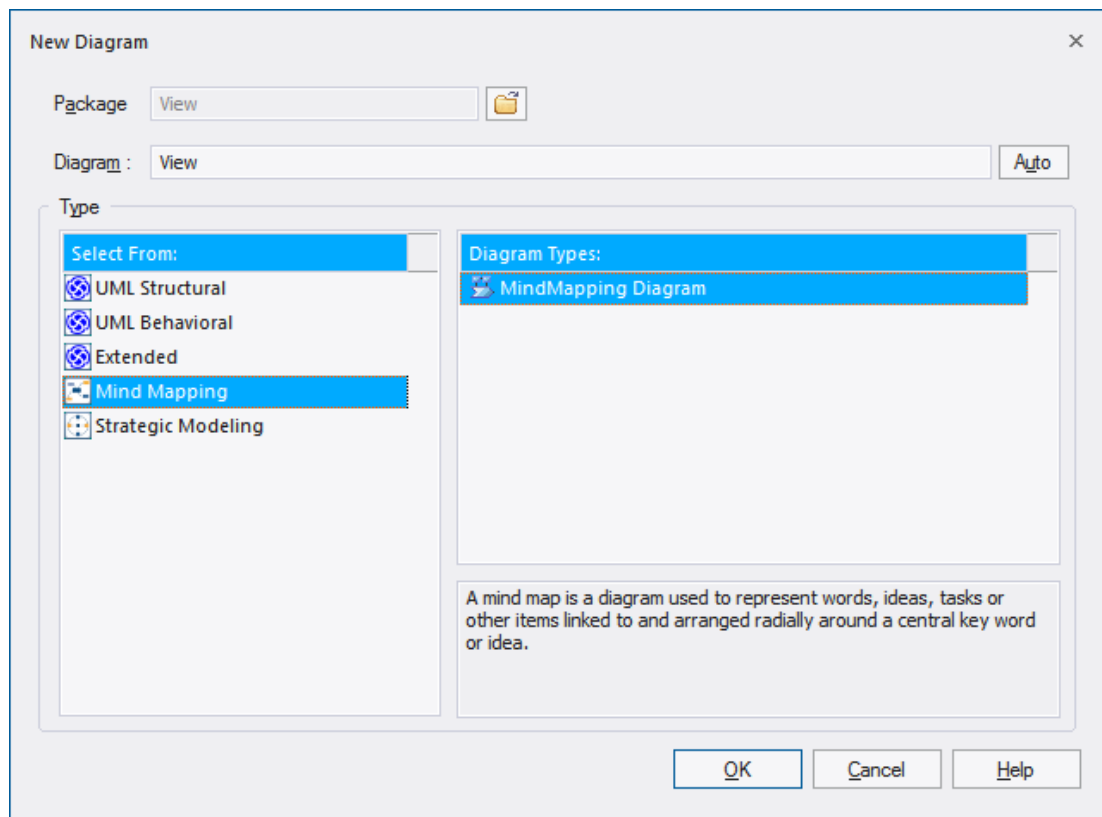 New Diagram
Package View
Diagram : View Auto
Type
Select From:
UML Structural
UML Behavioral
Extended
Mind Mapping
Strategic Modeling
Diagram Types:
MindMapping Diagram
A mind map is a diagram used to represent words, ideas, tasks or
other items linked to and arranged radially around a central key word
or idea.
OK Cancel Help